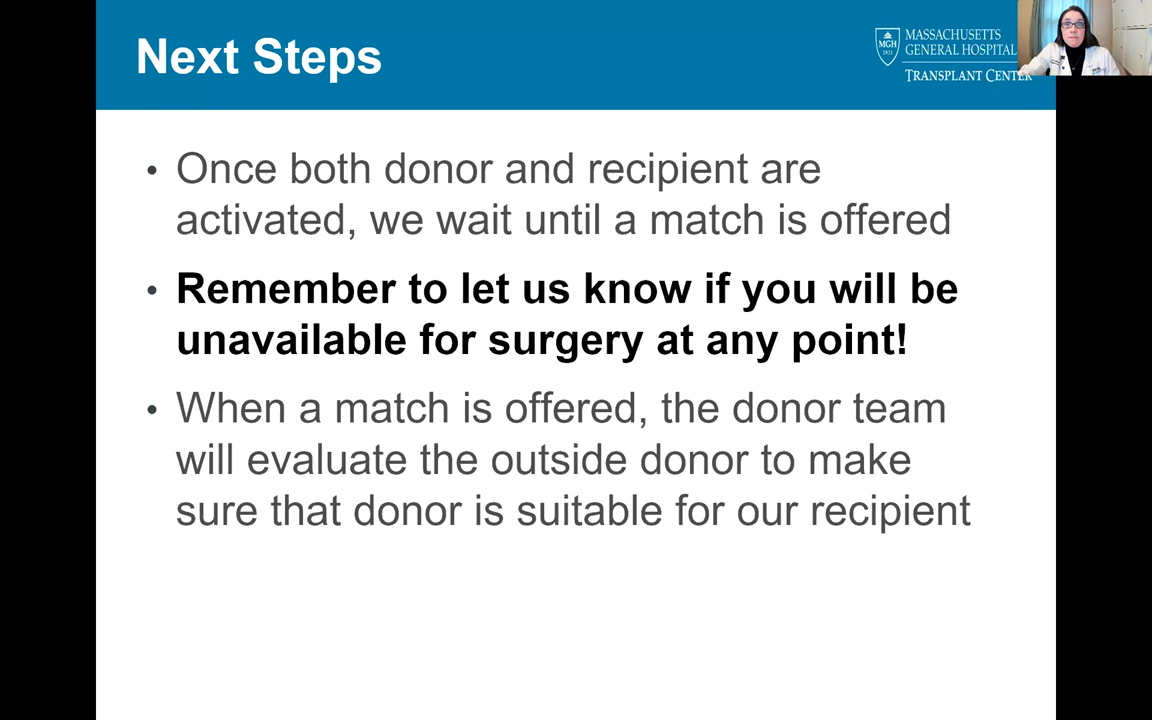 Next Steps
MGH
1811
MASSACHUSETTS
GENERAL HOSPITAL
TRANSPLANT CENTER
• Once both donor and recipient are
activated, we wait until a match is offered
• Remember to let us know if you will be
unavailable for surgery at any point!
• When a match is offered, the donor team
will evaluate the outside donor to make
sure that donor is suitable for our recipient